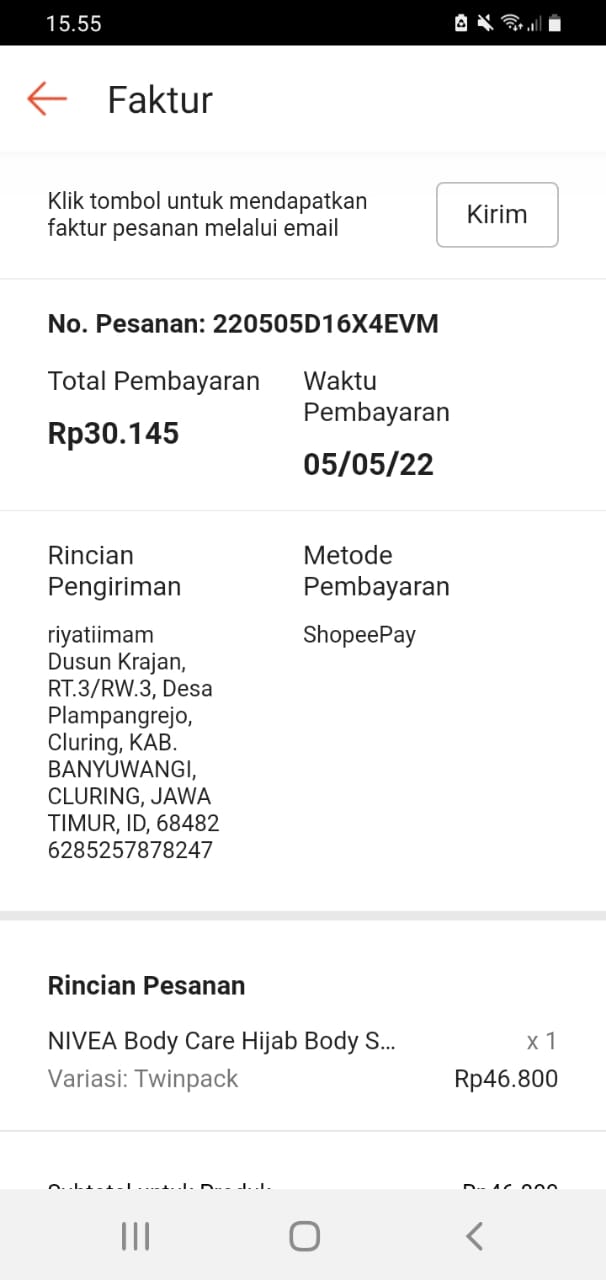 15.55
Faktur
Klik tombol untuk mendapatkan
faktur pesanan melalui email
Kirim
No. Pesanan: 220505D16X4EVM
Total Pembayaran
Rp30.145
Waktu
Pembayaran
05/05/22
Rincian
Pengiriman
riyatiimam
Dusun Krajan,
RT.3/RW.3, Desa
Plampangrejo,
Cluring, KAB.
BANYUWANGI,
CLURING, JAWA
TIMUR, ID, 68482
6285257878247
Metode
Pembayaran
ShopeePay
Rincian Pesanan
NIVEA Body Care Hijab Body S...
x 1
Variasi: Twinpack
Rp46.800